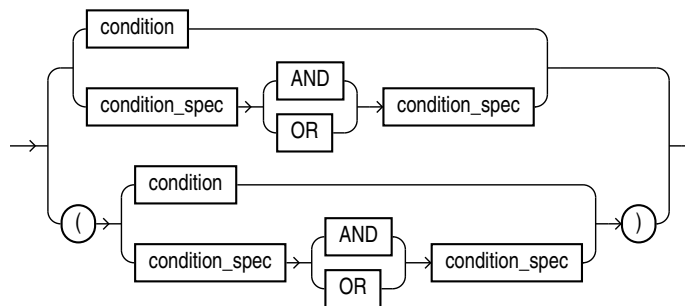 condition
condition_spec AND condition_spec
OR
( condition )
condition_spec AND condition_spec
OR